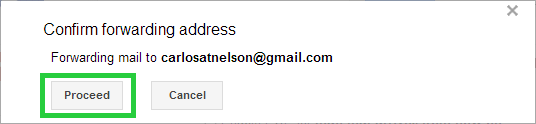 Confirm forwarding address
Forwarding mail to carlosatnelson@gmail.com
Proceed Cancel